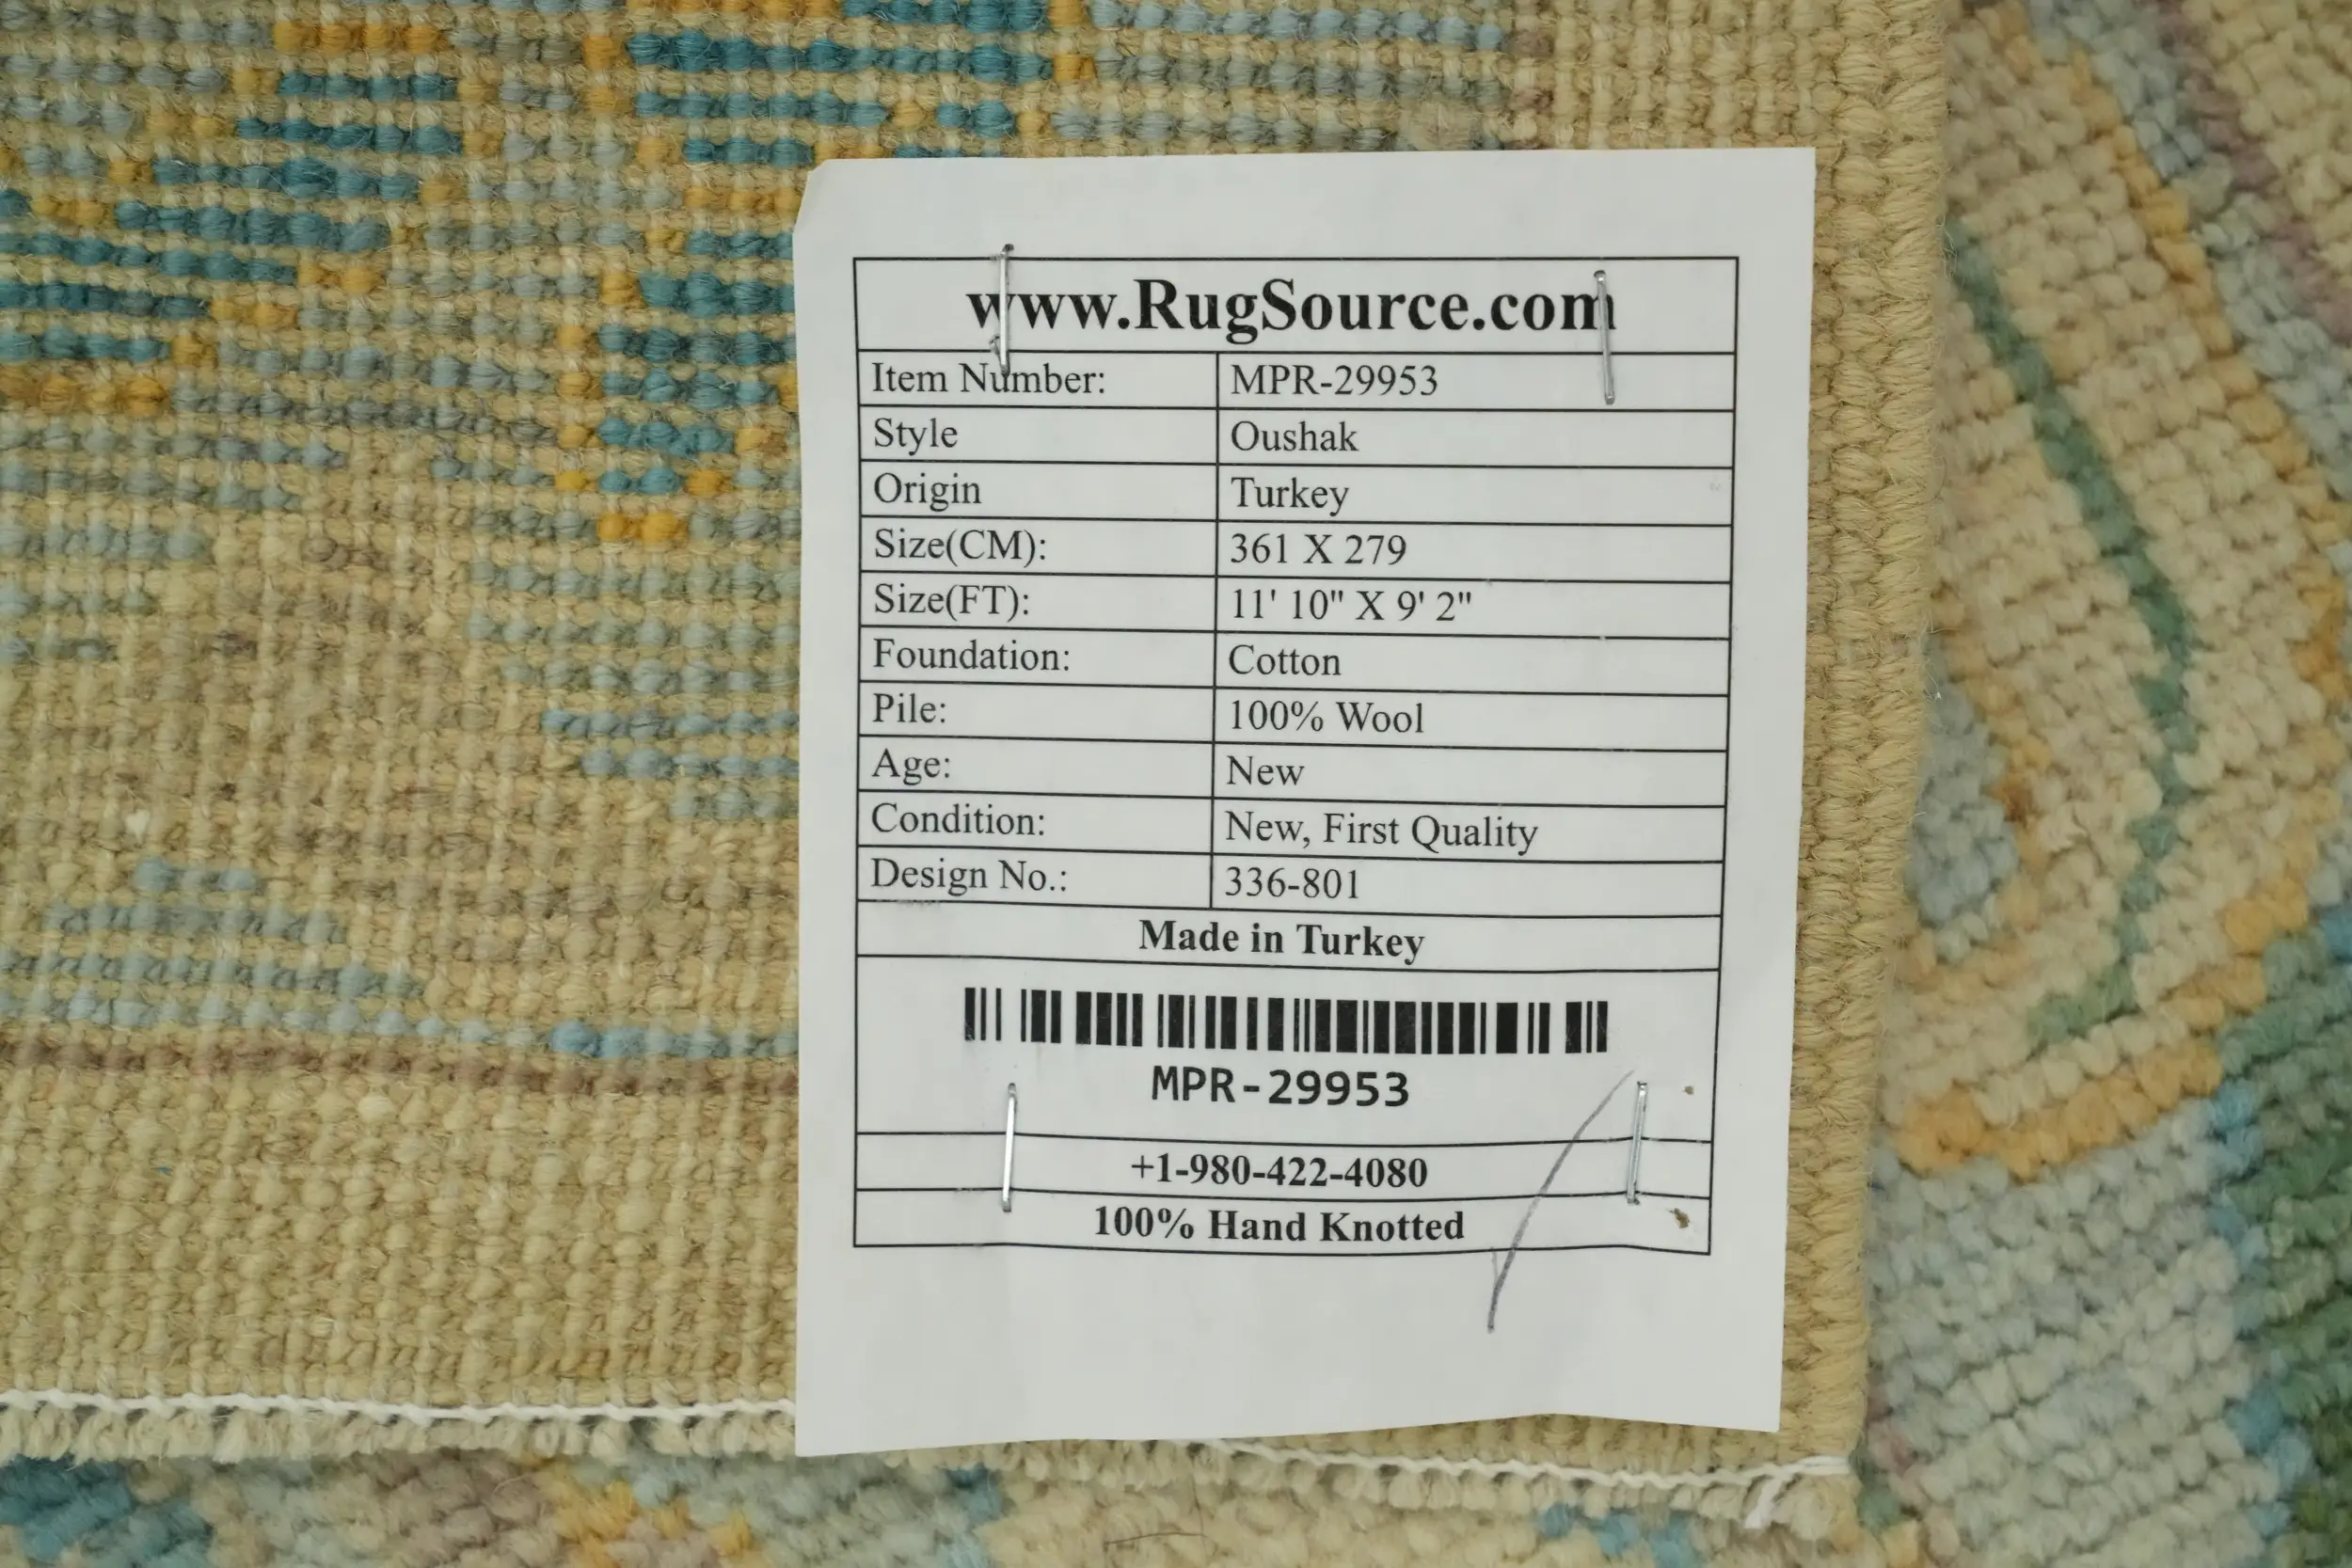 www.RugSource.com
Item Number: MPR-29953
Style Oushak
Origin Turkey
Size(CM): 361 X 279
Size(FT): 11' 10" X 9' 2"
Foundation: Cotton
Pile: 100% Wool
Age: New
Condition: New, First Quality
Design No.: 336-801
Made in Turkey
MPR-29953
+1-980-422-4080
100% Hand Knotted